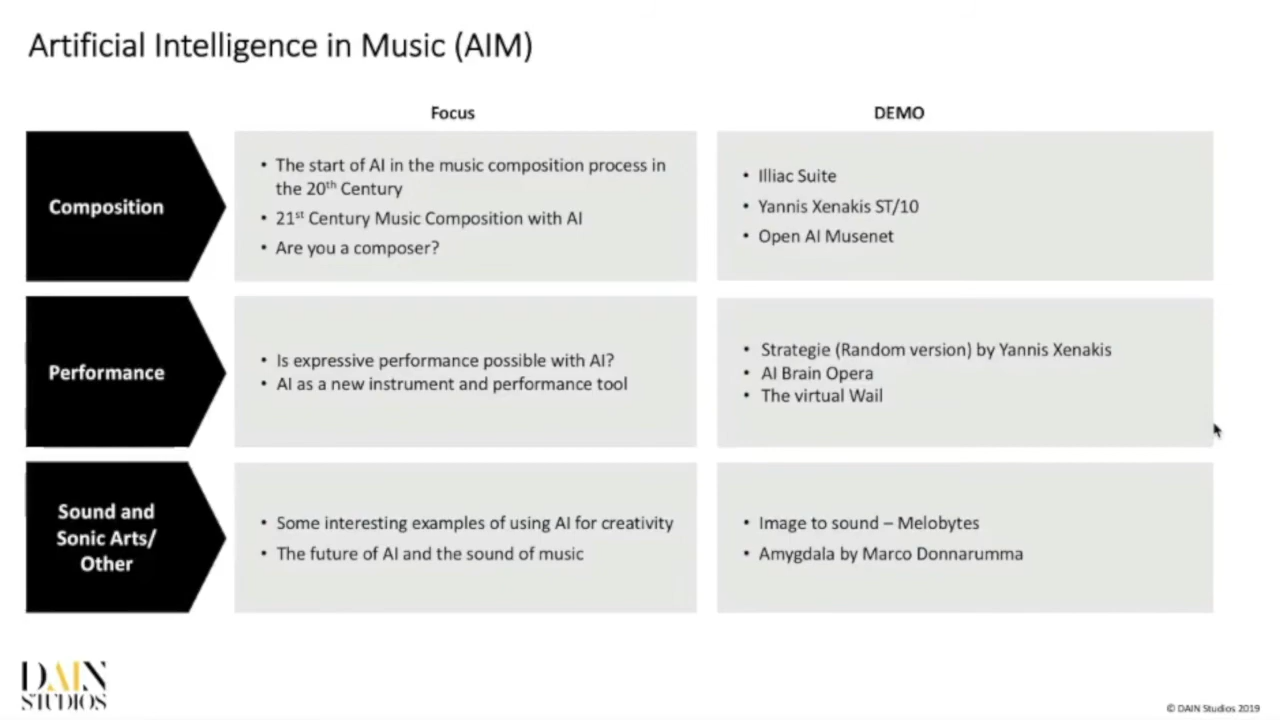 Artificial Intelligence in Music (AIM)
Focus
DEMO
Composition
• The start of AI in the music composition process in
the 20th Century
• 21st Century Music Composition with AI
• Are you a composer?
• Illiac Suite
• Yannis Xenakis ST/10
• Open AI Musenet
Performance
• Is expressive performance possible with AI?
• AI as a new instrument and performance tool
• Strategie (Random version) by Yannis Xenakis
• AI Brain Opera
• The virtual Wail
Sound and
Sonic Arts/
Other
• Some interesting examples of using AI for creativity
• The future of AI and the sound of music
• Image to sound – Melobytes
• Amygdala by Marco Donnarumma
DAIN
STUDIOS
© DAIN Studios 2019